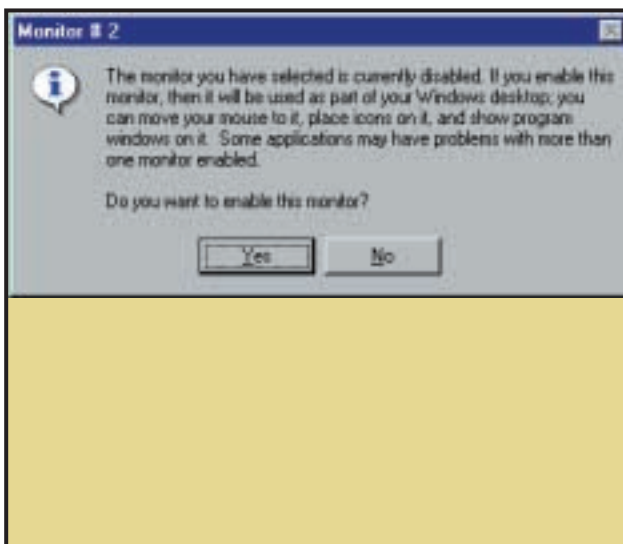 Monitor # 2
The monitor you have selected is currently disabled. If you enable this
monitor, then it will be used as part of your Windows desktop; you
can move your mouse to it, place icons on it, and show program
windows on it. Some applications may have problems with more than
one monitor enabled.
Do you want to enable this monitor?
Yes
No